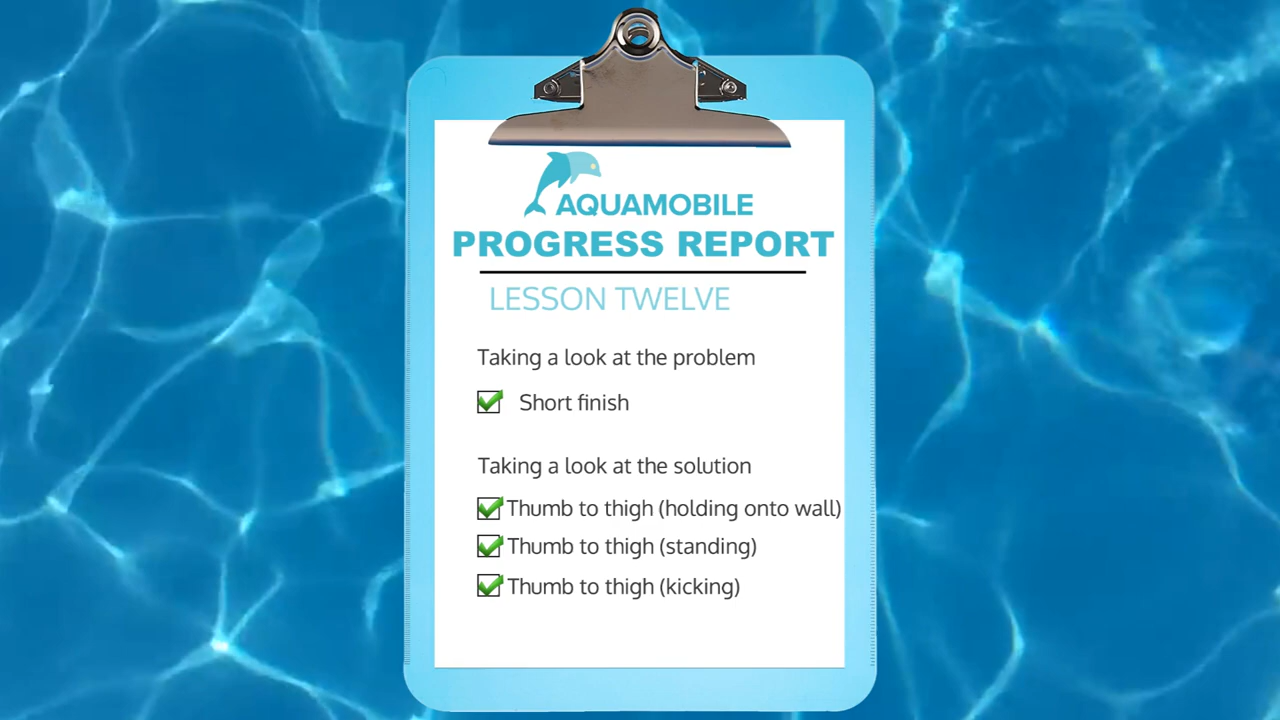 AQUAMOBILE
PROGRESS REPORT
LESSON TWELVE
Taking a look at the problem
Short finish
Taking a look at the solution
Thumb to thigh (holding onto wall)
Thumb to thigh (standing)
Thumb to thigh (kicking)